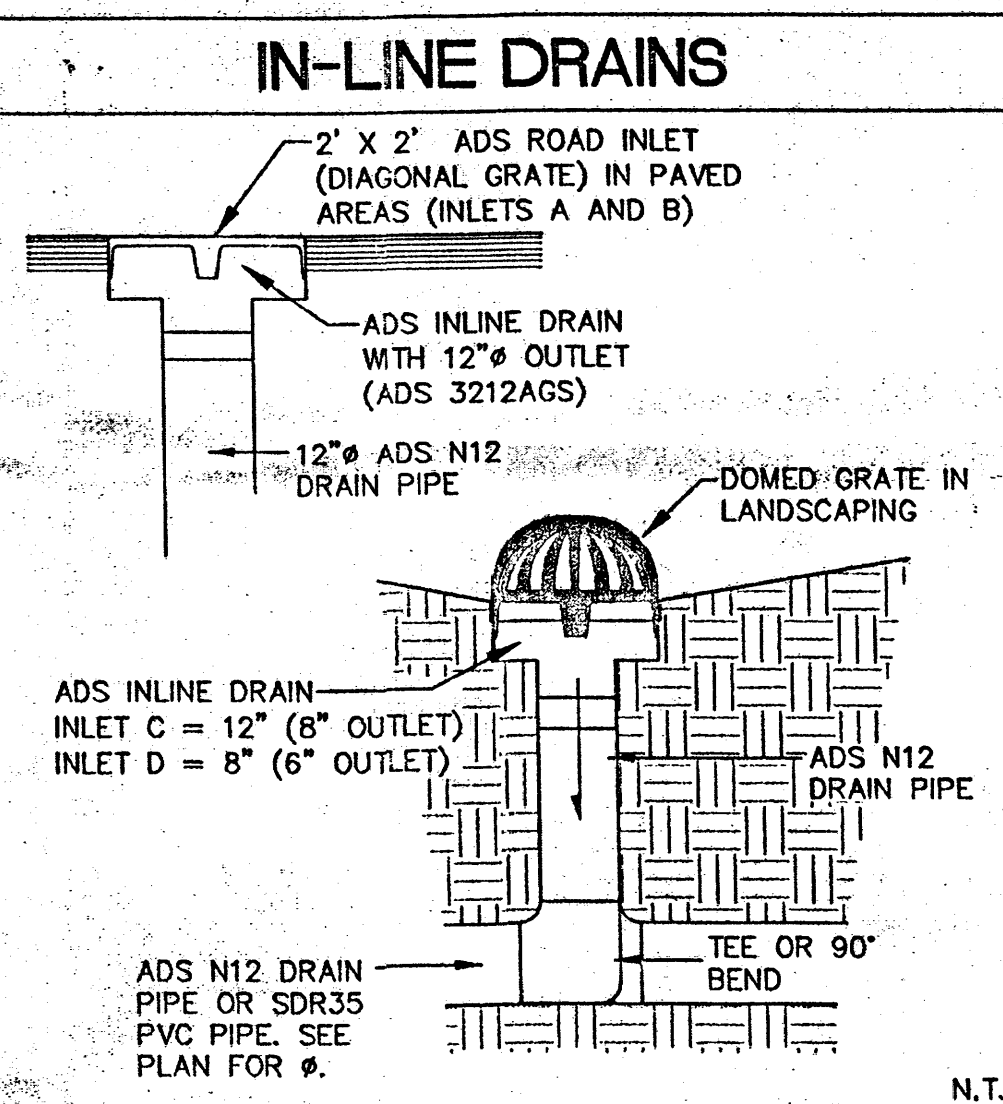 IN-LINE DRAINS
2' X 2' ADS ROAD INLET
(DIAGONAL GRATE) IN PAVED
AREAS (INLETS A AND B)
ADS INLINE DRAIN
WITH 12"ø OUTLET
(ADS 3212AGS)
12"ø ADS N12
DRAIN PIPE
DOMED GRATE IN
LANDSCAPING
ADS INLINE DRAIN
INLET C = 12" (8" OUTLET)
INLET D = 8" (6" OUTLET)
ADS N12
DRAIN PIPE
TEE OR 90°
BEND
ADS N12 DRAIN
PIPE OR SDR35
PVC PIPE. SEE
PLAN FOR ø.
N.T.